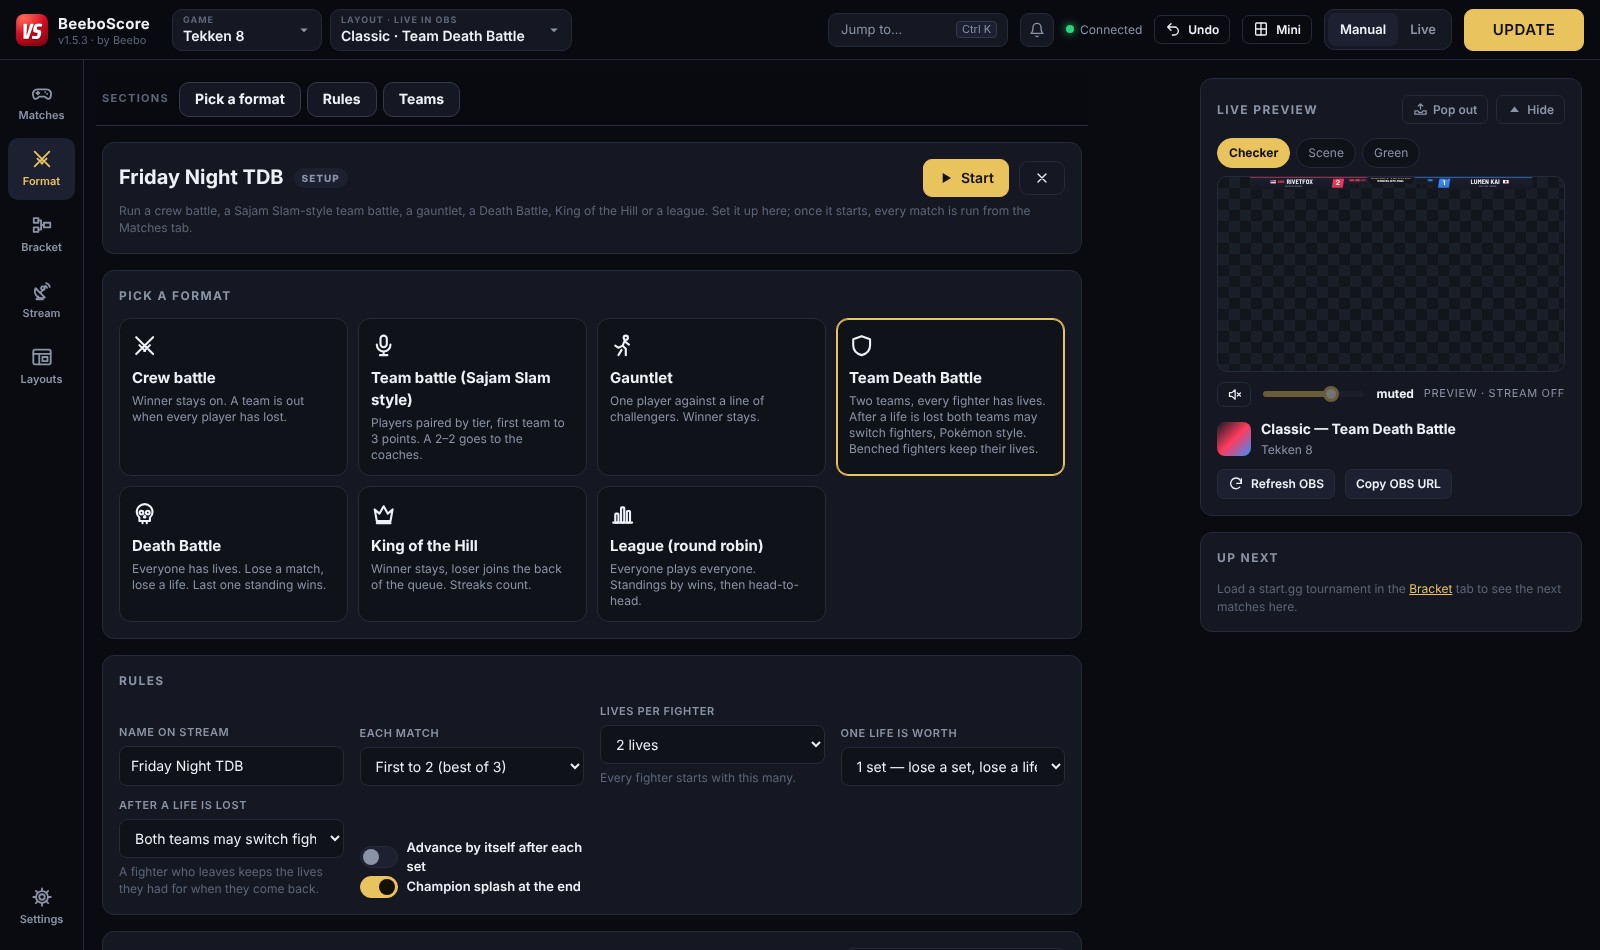 VS
BeeboScore
v1.5.3 · by Beebo
GAME
Tekken 8
LAYOUT · LIVE IN OBS
Classic · Team Death Battle
Jump to...
Ctrl K
Connected
Undo
Mini
Manual
Live
UPDATE
Matches
Format
Bracket
Stream
Layouts
Settings
SECTIONS
Pick a format
Rules
Teams
Friday Night TDB
SETUP
Start
Run a crew battle, a Sajam Slam-style team battle, a gauntlet, a Death Battle, King of the Hill or a league. Set it up here; once it starts, every match is run from the
Matches tab.
PICK A FORMAT
Crew battle
Winner stays on. A team is out
when every player has lost.
Team battle (Sajam Slam
style)
Players paired by tier, first team to
3 points. A 2–2 goes to the
coaches.
Gauntlet
One player against a line of
challengers. Winner stays.
Team Death Battle
Two teams, every fighter has lives.
After a life is lost both teams may
switch fighters, Pokémon style.
Benched fighters keep their lives.
Death Battle
Everyone has lives. Lose a match,
lose a life. Last one standing wins.
King of the Hill
Winner stays, loser joins the back
of the queue. Streaks count.
League (round robin)
Everyone plays everyone.
Standings by wins, then head-to-
head.
RULES
NAME ON STREAM
Friday Night TDB
EACH MATCH
First to 2 (best of 3)
LIVES PER FIGHTER
2 lives
Every fighter starts with this many.
ONE LIFE IS WORTH
1 set — lose a set, lose a life
AFTER A LIFE IS LOST
Both teams may switch figh
A fighter who leaves keeps the lives
they had for when they come back.
Advance by itself after each
set
Champion splash at the end
LIVE PREVIEW
Pop out
Hide
Checker
Scene
Green
RIVETFOX
2
1
LUMEN KAI
muted
PREVIEW · STREAM OFF
Classic — Team Death Battle
Tekken 8
Refresh OBS
Copy OBS URL
UP NEXT
Load a start.gg tournament in the Bracket tab to see the next
matches here.